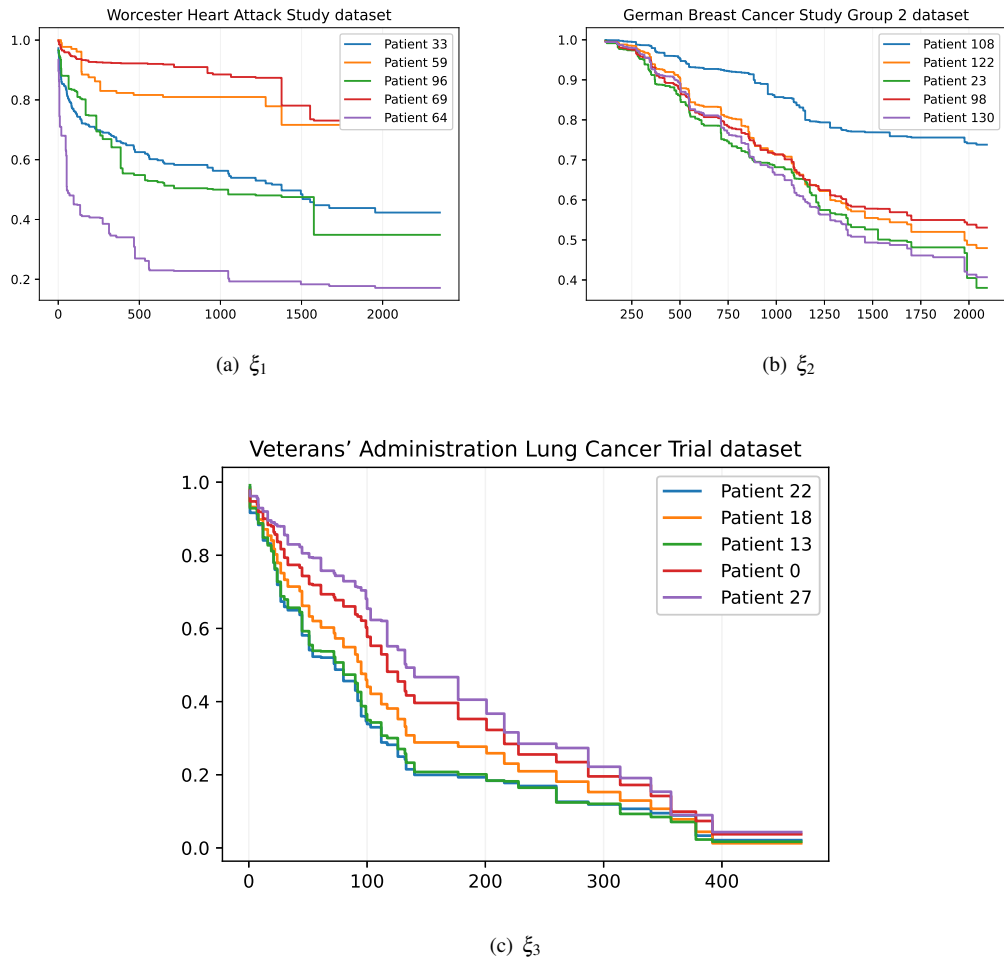 Worcester Heart Attack Study dataset
1.0
0.8
0.6
0.4
0.2
0
500
1000
1500
2000
Patient 33
Patient 59
Patient 96
Patient 69
Patient 64
(a) ξ1
German Breast Cancer Study Group 2 dataset
1.0
0.9
0.8
0.7
0.6
0.5
0.4
250
500
750
1000
1250
1500
1750
2000
Patient 108
Patient 122
Patient 23
Patient 98
Patient 130
(b) ξ2
Veterans’ Administration Lung Cancer Trial dataset
1.0
0.8
0.6
0.4
0.2
0.0
0
100
200
300
400
Patient 22
Patient 18
Patient 13
Patient 0
Patient 27
(c) ξ3